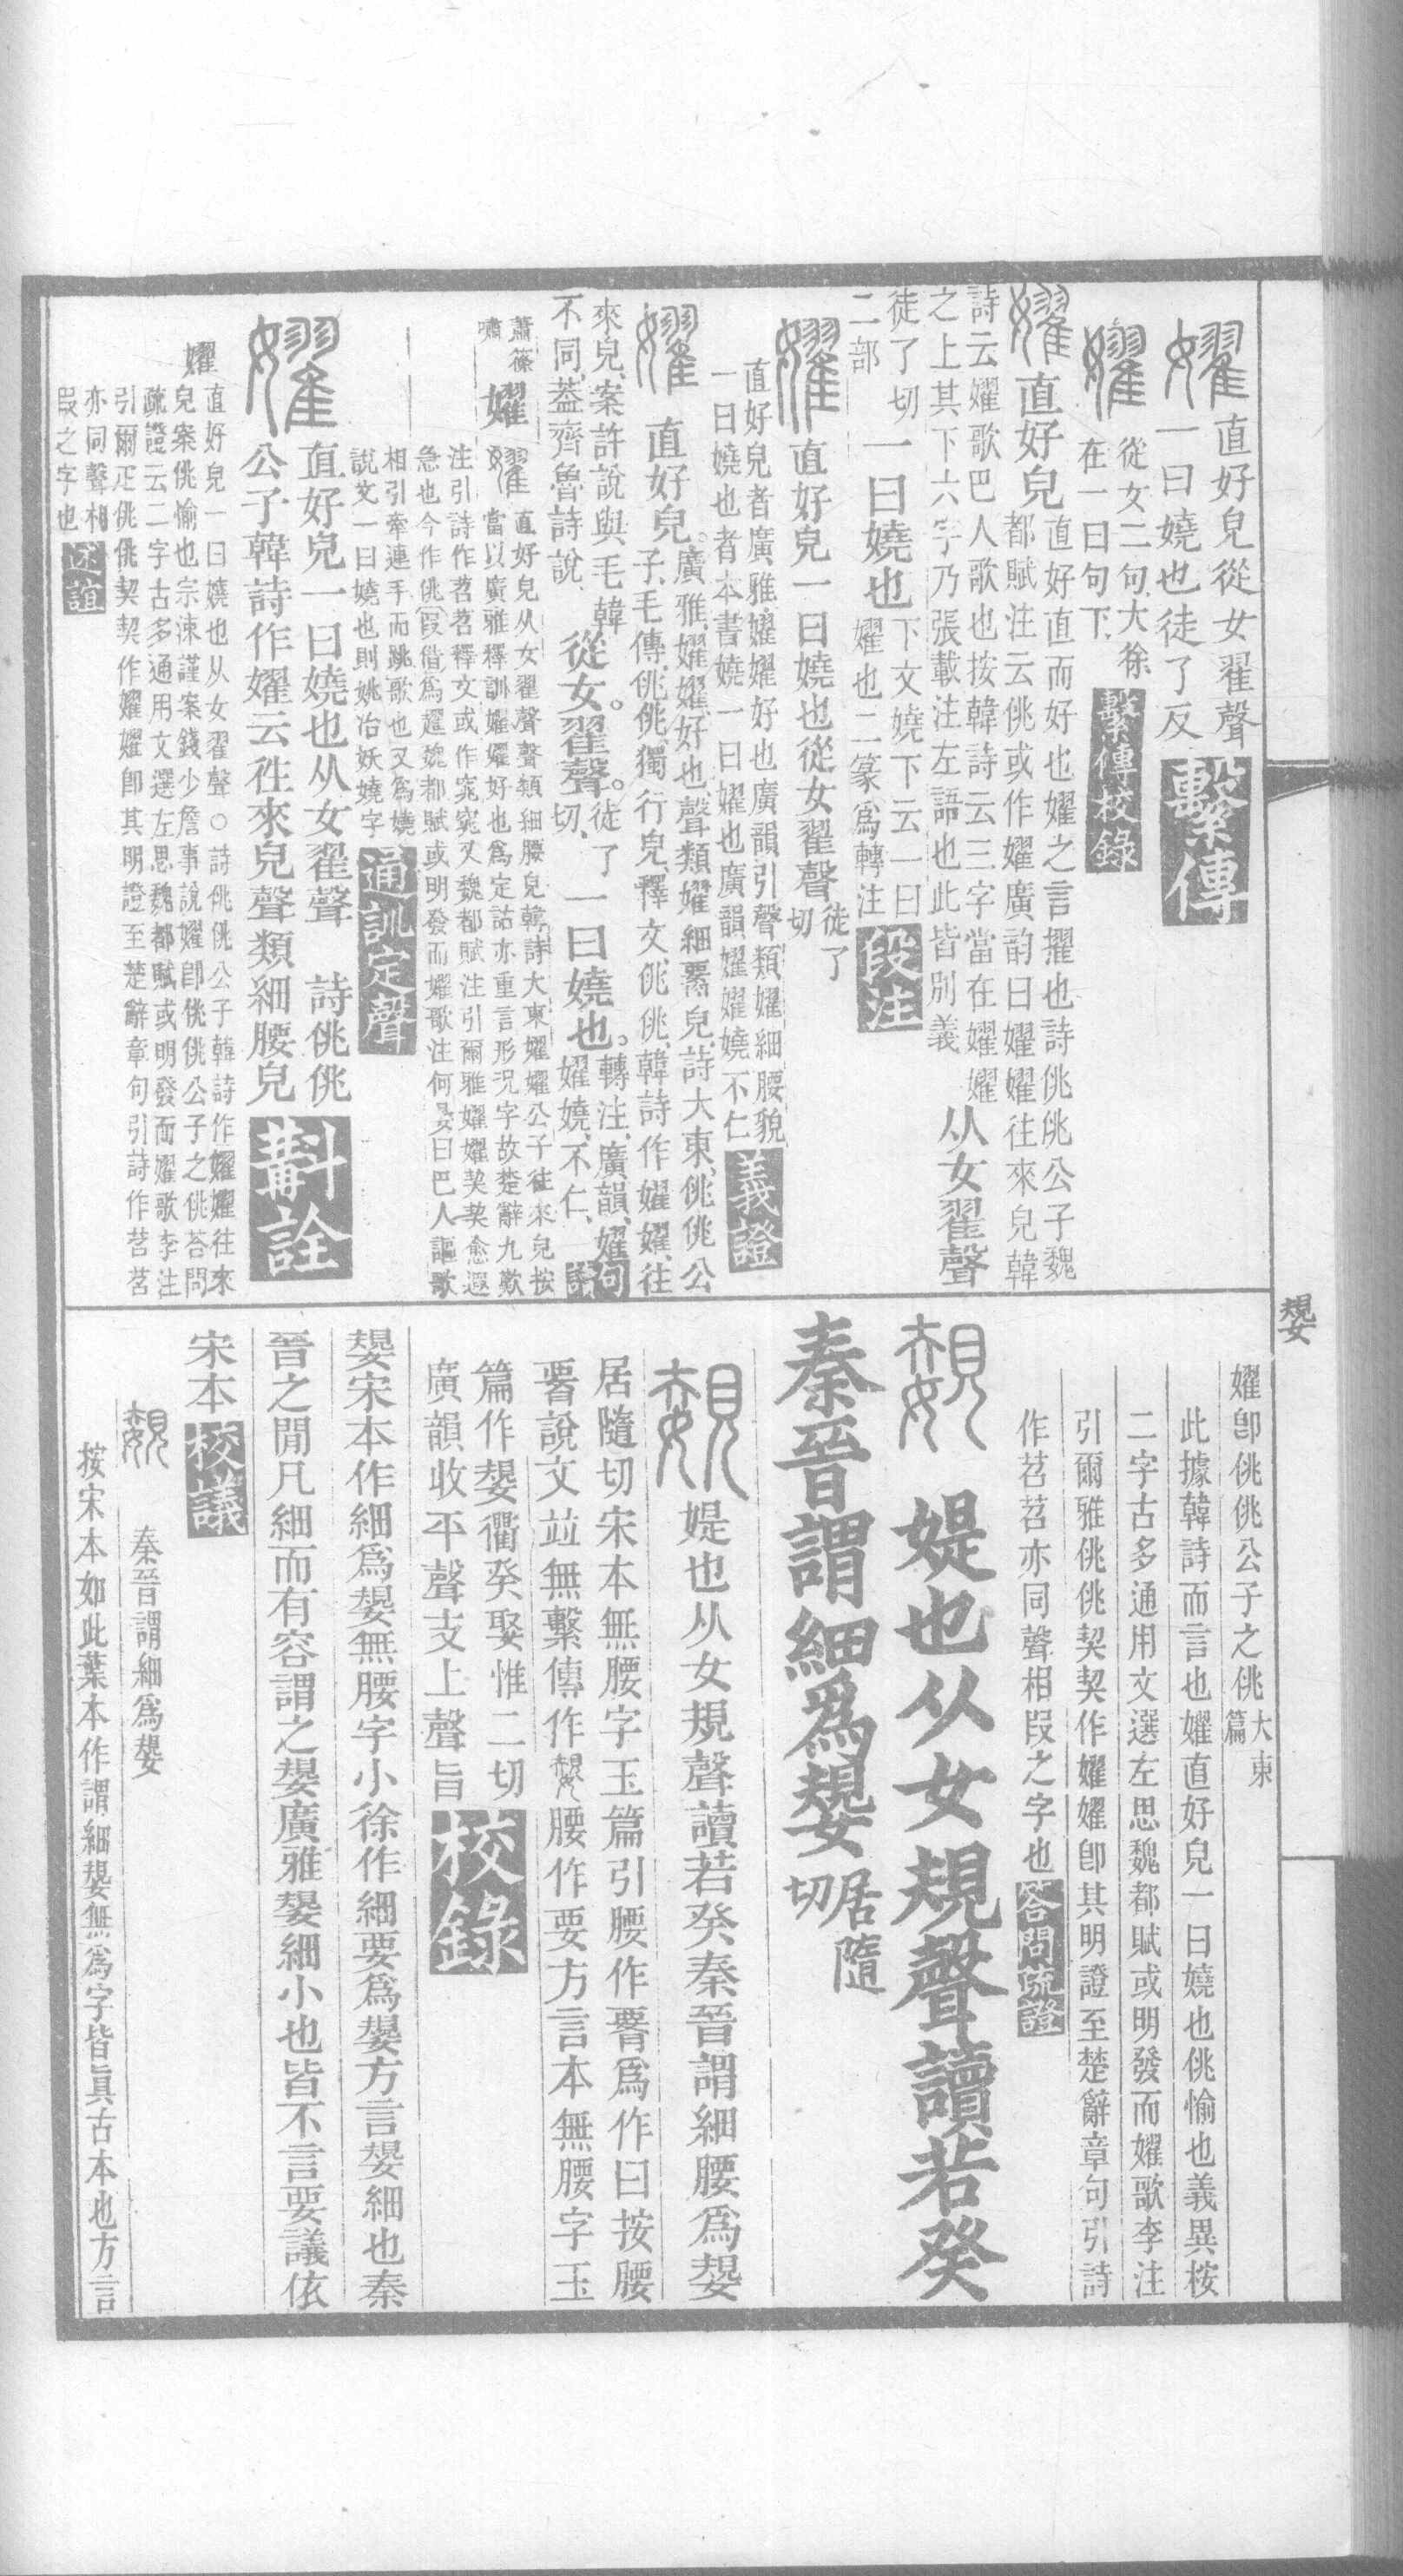 嬥直好皃從女翟聲
一曰嬥也徒了反 繫傳
嬥從女二句大徐
在一曰句下 繫傳校錄
嬥直好皃直好直而好也嬥之言擢也詩佻佻公子魏
都賦注云佻或作嬥廣韵曰嬥嬥往來皃韓
詩云嬥歌巴人歌也按韓詩云三字當在嬥嬥
之上其下六字乃張載注左語也此皆別義从女翟聲
徒了切一曰嬈也下文嬈下云一曰
二部嬥也二篆爲轉注 段注
嬥直好皃一曰嬈也從女翟聲徒了
切
直好皃者廣雅嬥嬥好也廣韻引聲類嬥細腰貌
一曰嬈也者本書嬈一曰嬥也廣韻嬥嬥嬈不仁 義證
嬥直好皃。廣雅、嬥嬥、好也、聲類、嬥、細腰皃、詩大東、佻佻公
子、毛傳、佻佻、獨行皃、釋文、佻佻、韓詩作嬥嬥、往
來皃、案許說與毛韓
不同、蓋齊魯詩說、從女翟聲。徒了
切、一曰嬈也。轉注、廣韻、嬥
嬥嬈、不仁、 句讀
蕭篠
嘯 嬥嬥直好皃从女翟聲聲類細腰皃韓詩大東嬥嬥公子往來皃按
當以廣雅釋訓嬥嬥好也爲定詁亦重言形況字故楚辭九歎
注引詩作苕苕釋文或作窕窕又魏都賦注引爾雅嬥嬥契契愈遐
急也今作佻叚借爲趯魏都賦或明發而嬥歌注何晏曰巴人謳歌
相引牽連手而跳歌也又爲嬈
說文一曰嬈也則姚冶妖嬈字 通訓定聲
嬥直好皃一曰嬈也从女翟聲 詩佻佻
公子韓詩作嬥云徃來皃聲類細腰皃 斠詮
嬥直好皃一曰嬈也从女翟聲○詩佻佻公子韓詩作嬥嬥往來
皃案佻愉也宗涑謹案錢少詹事說嬥卽佻佻公子之佻荅問
疏證云二字古多通用文選左思魏都賦或明發而嬥歌李注
引爾疋佻佻契契作嬥嬥卽其明證至楚辭章句引詩作苕苕
亦同聲相
叚之字也 述誼
嫢
嬥卽佻佻公子之佻大東
篇
此據韓詩而言也嬥直好皃一曰嬈也佻愉也義異桉
二字古多通用文選左思魏都賦或明發而嬥歌李注
引爾雅佻佻契契作嬥嬥卽其明證至楚辭章句引詩
作苕苕亦同聲相叚之字也 荅問疏證
嫢媞也从女規聲讀若癸
秦晉謂細爲嫢居隨
切
嫢媞也从女規聲讀若癸秦晉謂細腰爲嫢
居隨切宋本無腰字玉篇引腰作䙅爲作曰按腰
䙅說文竝無繫傳作嫢腰作要方言本無腰字玉
篇作嫢衢癸娶惟二切
廣韻收平聲支上聲旨 校錄
嫢宋本作細爲嫢無腰字小徐作細要爲嫢方言嫢細也秦
晉之閒凡細而有容謂之嫢廣雅嫢細小也皆不言要議依
宋本 校議
嫢 秦晉謂細爲嫢
按宋本如此葉本作謂細嫢無爲字皆眞古本也方言